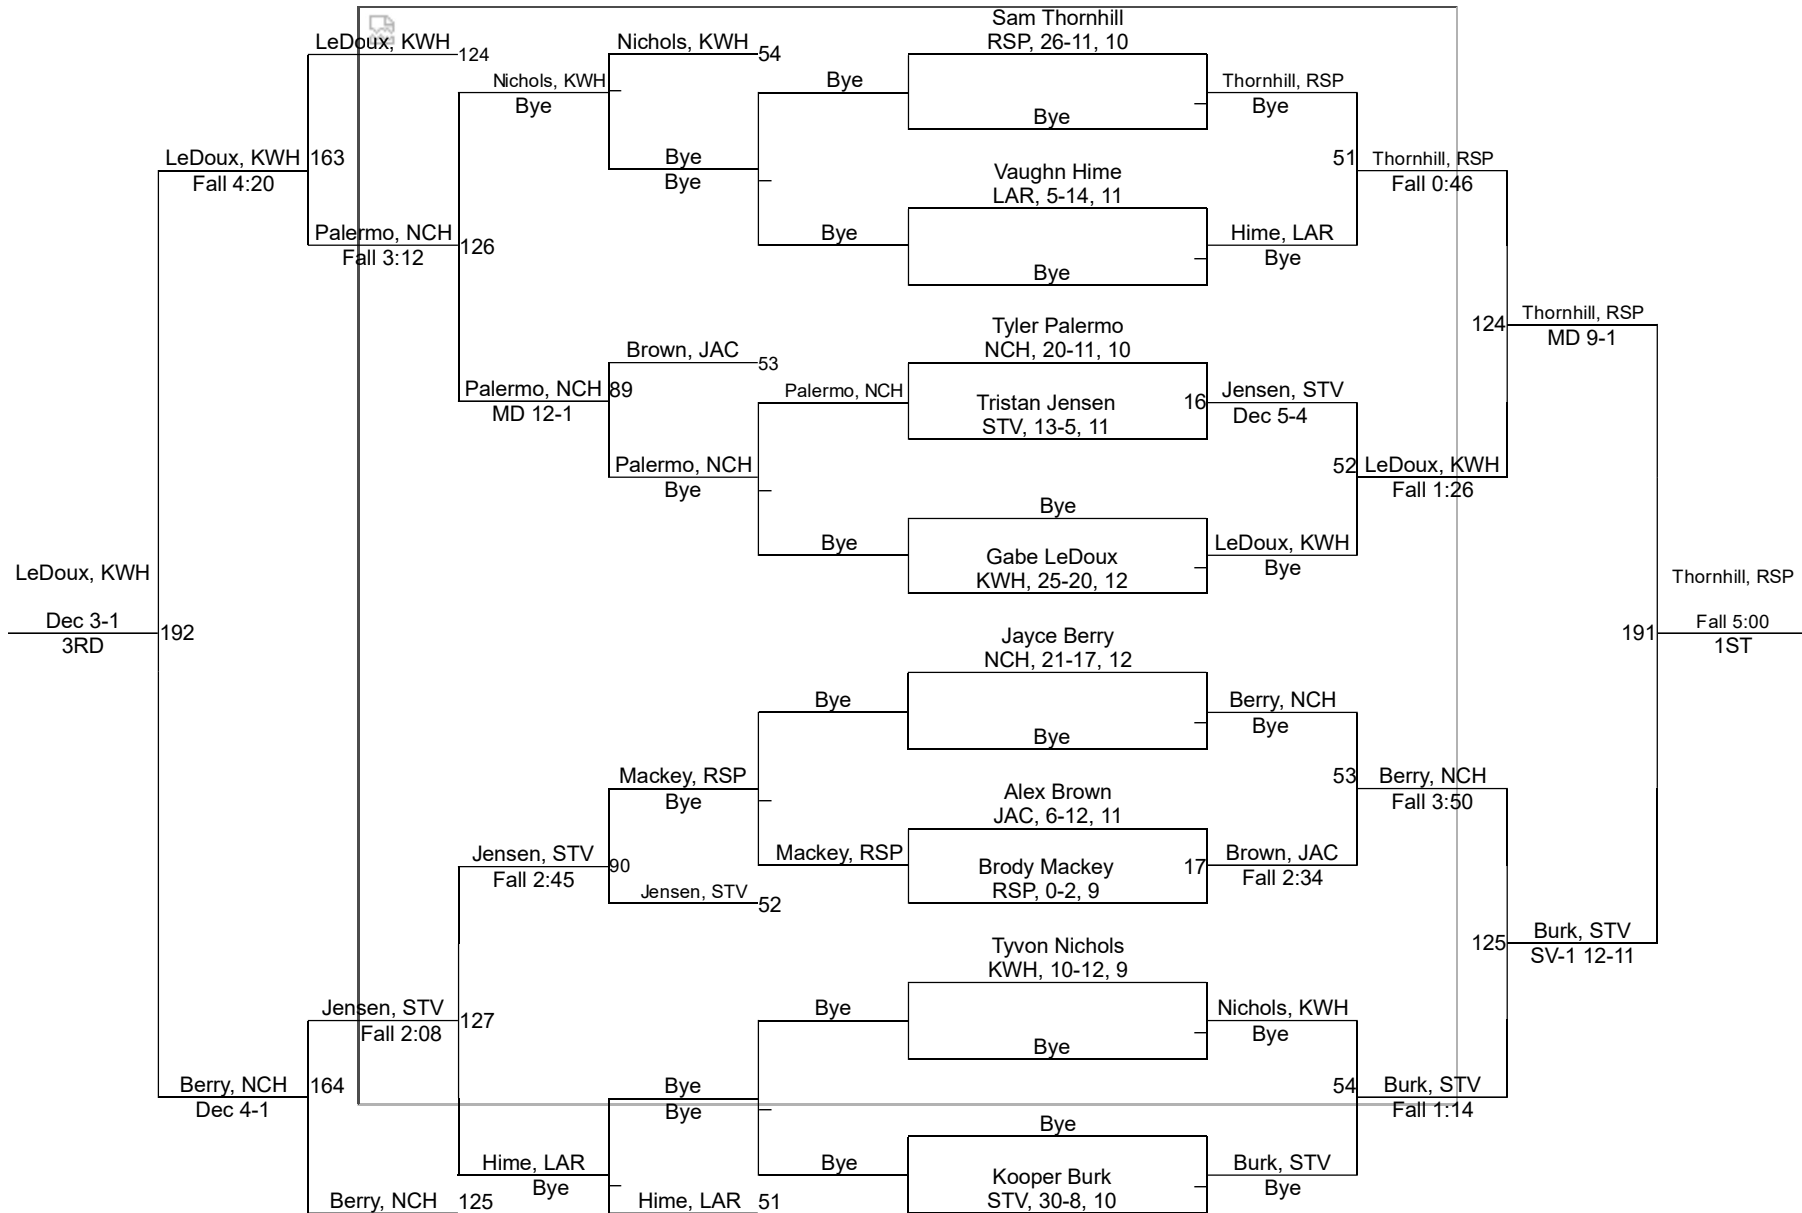 Sam Thornhill
RSP, 26-11, 10
LeDoux, KWH
124
Nichols, KWH
54
Nichols, KWH
Bye
Bye
Thornhill, RSP
Bye
Bye
LeDoux, KWH
163
Fall 4:20
Bye
Bye
Vaughn Hime
LAR, 5-14, 11
51
Thornhill, RSP
Fall 0:46
Palermo, NCH
Fall 3:12
126
Bye
Hime, LAR
Bye
Bye
Tyler Palermo
NCH, 20-11, 10
124
Thornhill, RSP
MD 9-1
Brown, JAC
53
Palermo, NCH
89
MD 12-1
Palermo, NCH
Tristan Jensen
STV, 13-5, 11
16
Jensen, STV
Dec 5-4
Palermo, NCH
Bye
52
LeDoux, KWH
Fall 1:26
Bye
Bye
Gabe LeDoux
KWH, 25-20, 12
LeDoux, KWH
Bye
LeDoux, KWH
Dec 3-1
3RD
192
Thornhill, RSP
191
Fall 5:00
1ST
Jayce Berry
NCH, 21-17, 12
Bye
Berry, NCH
Bye
Bye
Mackey, RSP
Bye
Alex Brown
JAC, 6-12, 11
53
Berry, NCH
Fall 3:50
Jensen, STV
Fall 2:45
90
Mackey, RSP
Brody Mackey
RSP, 0-2, 9
17
Brown, JAC
Fall 2:34
Jensen, STV
52
Tyvon Nichols
KWH, 10-12, 9
125
Burk, STV
SV-1 12-11
Jensen, STV
Fall 2:08
127
Bye
Nichols, KWH
Bye
Bye
Berry, NCH
164
Dec 4-1
Bye
Bye
54
Burk, STV
Fall 1:14
Bye
Hime, LAR
Bye
Bye
Kooper Burk
STV, 30-8, 10
Burk, STV
Bye
Berry, NCH
125
Hime, LAR
51